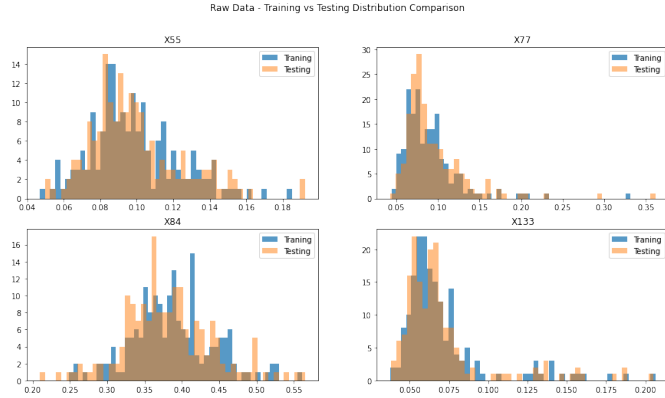 Raw Data - Training vs Testing Distribution Comparison
X55
X77
14
12
10
8
6
4
2
0
Traning
Testing
0.04 0.06 0.08 0.10 0.12 0.14 0.16 0.18
30
25
20
15
10
5
0
Traning
Testing
0.05 0.10 0.15 0.20 0.25 0.30 0.35
X84
X133
16
14
12
10
8
6
4
2
0
Traning
Testing
0.20 0.25 0.30 0.35 0.40 0.45 0.50 0.55
20
15
10
5
0
Traning
Testing
0.050 0.075 0.100 0.125 0.150 0.175 0.200